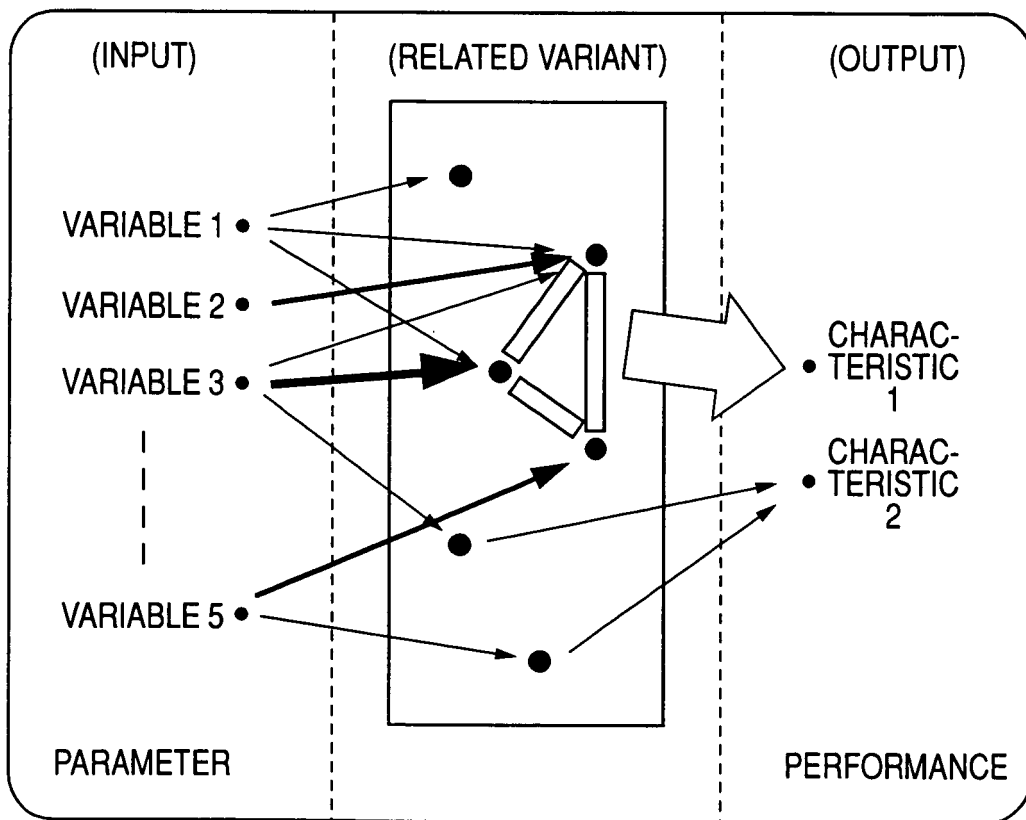 (INPUT)
(RELATED VARIANT)
(OUTPUT)
VARIABLE 1
VARIABLE 2
VARIABLE 3
VARIABLE 5
CHARAC-
TERISTIC
1
CHARAC-
TERISTIC
2
PARAMETER
PERFORMANCE